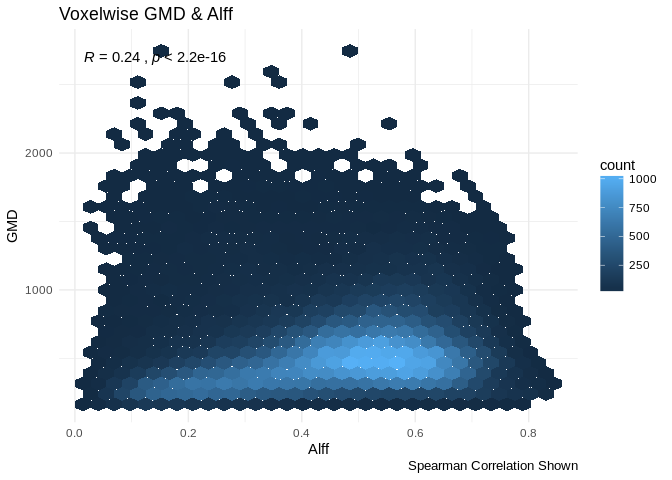 Voxelwise GMD & Alff
R = 0.24 , p < 2.2e-16
GMD
2000
1000
0.0 0.2 0.4 0.6 0.8
Alff
count
1000
750
500
250
Spearman Correlation Shown